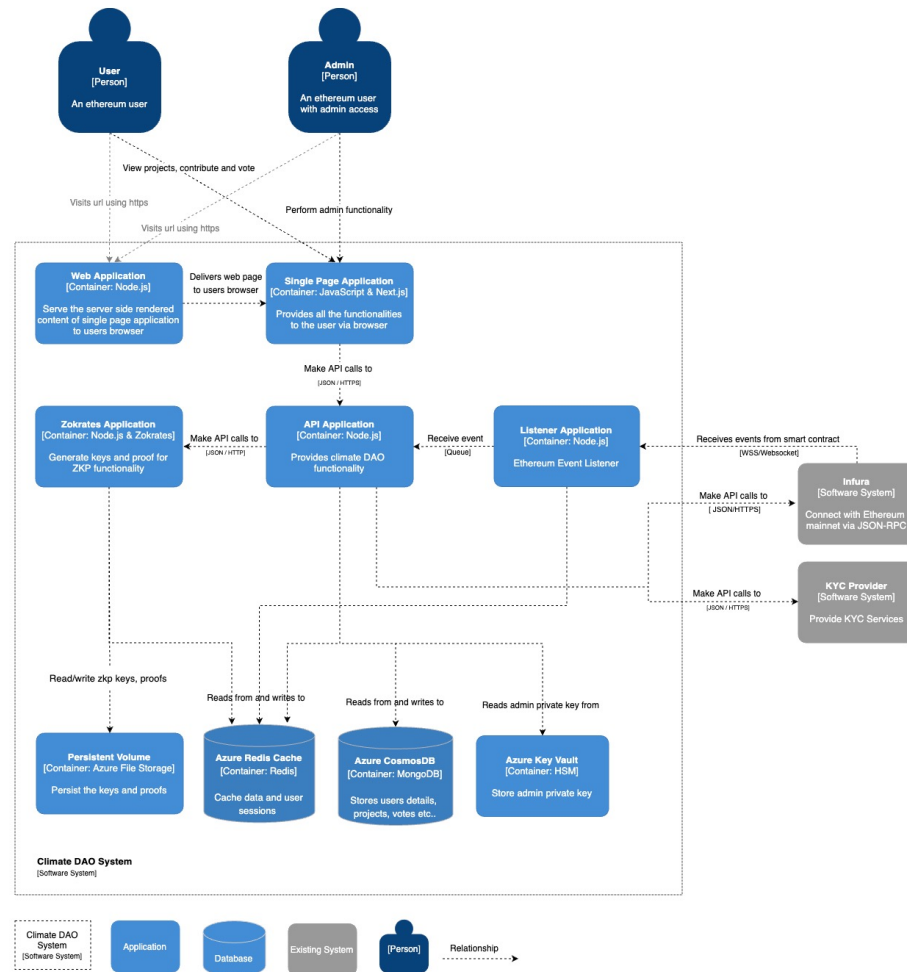 User
[Person]
An ethereum user
Admin
[Person]
An ethereum user
with admin access
View projects, contribute and vote
Visits url using https
Perform admin functionality
Visits url using https
Web Application
[Container: Node.js]
Serve the server side rendered
content of single page application
to users browser
Delivers web page
to users browser
Single Page Application
[Container: JavaScript & Next.js]
Provides all the functionalities
to the user via browser
Make API calls to
[JSON / HTTPS]
Zokrates Application
[Container: Node.js & Zokrates]
Generate keys and proof for
ZKP functionality
Make API calls to
[JSON / HTTP]
API Application
[Container: Node.js]
Provides climate DAO
functionality
Receive event
[Queue]
Listener Application
[Container: Node.js]
Ethereum Event Listener
Receives events from smart contract
[WSS/Websocket]
Infura
[Software System]
Connect with Ethereum
mainnet via JSON-RPC
Make API calls to
[ JSON/HTTPS]
KYC Provider
[Software System]
Provide KYC Services
Make API calls to
[JSON / HTTPS]
Read/write zkp keys, proofs
Reads from and writes to
Reads from and writes to
Reads admin private key from
Persistent Volume
[Container: Azure File Storage]
Persist the keys and proofs
Azure Redis Cache
[Container: Redis]
Cache data and user
sessions
Azure CosmosDB
[Container: MongoDB]
Stores users details,
projects, votes etc..
Azure Key Vault
[Container: HSM]
Store admin private key
Climate DAO System
[Software System]
Climate DAO
System
[Software System]
Application
Database
Existing System
[Person]
Relationship